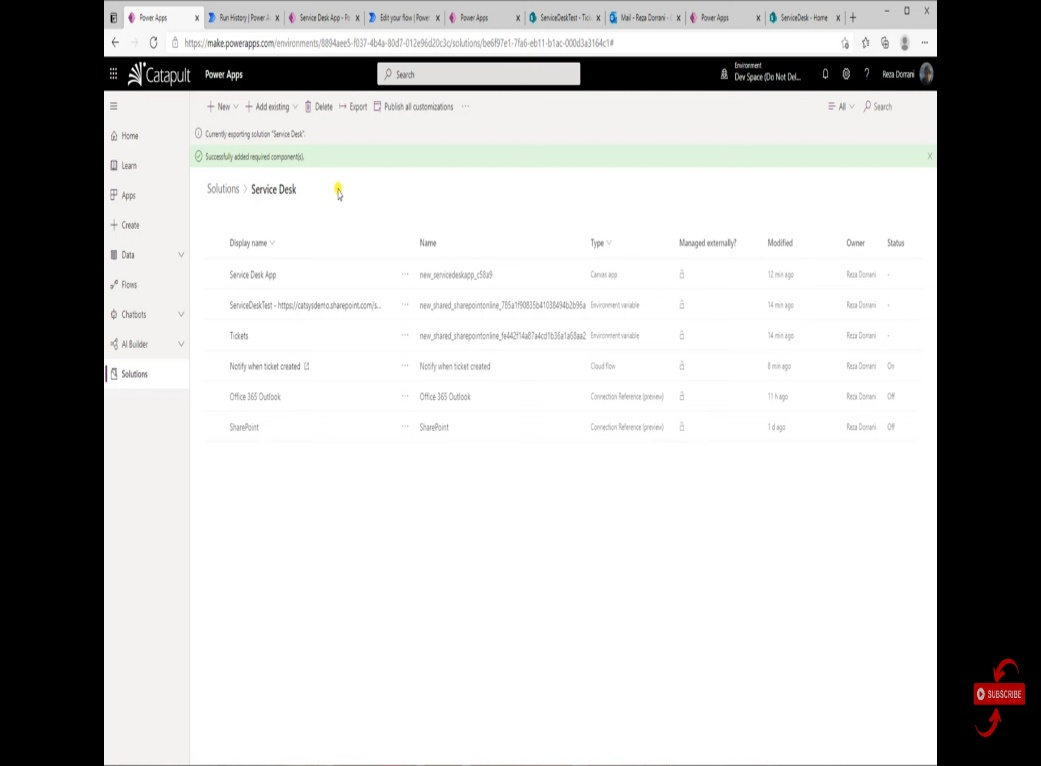 Power Apps
Run History | Power A
Service Desk App - Po
Edit your flow | Power
Power Apps
ServiceDeskTest - Tick
Mail - Reza Dorrani -
Power Apps
ServiceDesk - Home
https://make.powerapps.com/environments/8894aee5-f037-4b4a-80d7-012e96d20c3c/solutions/be6f97e1-7fa6-eb11-b1ac-000d3a3164c1#
Catapult Power Apps
Search
Environment
Dev Space (Do Not Del...
Reza Dorrani
New
Add existing
Delete
Export
Publish all customizations
All
Search
Currently exporting solution "Service Desk".
Successfully added required component(s).
Home
Learn
Apps
Create
Data
Flows
Chatbots
AI Builder
Solutions
Solutions > Service Desk
Display name Name Type Managed externally? Modified Owner Status
Service Desk App ... new_servicedeskapp_c58a9 Canvas app 12 min ago Reza Dorrani -
ServiceDeskTest - https://catsysdemo.sharepoint.com/s... ... new_shared_sharepointonline_785a1f90835b41038494b2b96a Environment variable 14 min ago Reza Dorrani -
Tickets ... new_shared_sharepointonline_fe442f14a87a4cd1b36a1a68aa2 Environment variable 14 min ago Reza Dorrani -
Notify when ticket created ... Notify when ticket created Cloud flow 8 min ago Reza Dorrani On
Office 365 Outlook ... Office 365 Outlook Connection Reference (preview) 11 h ago Reza Dorrani Off
SharePoint ... SharePoint Connection Reference (preview) 1 d ago Reza Dorrani Off
SUBSCRIBE